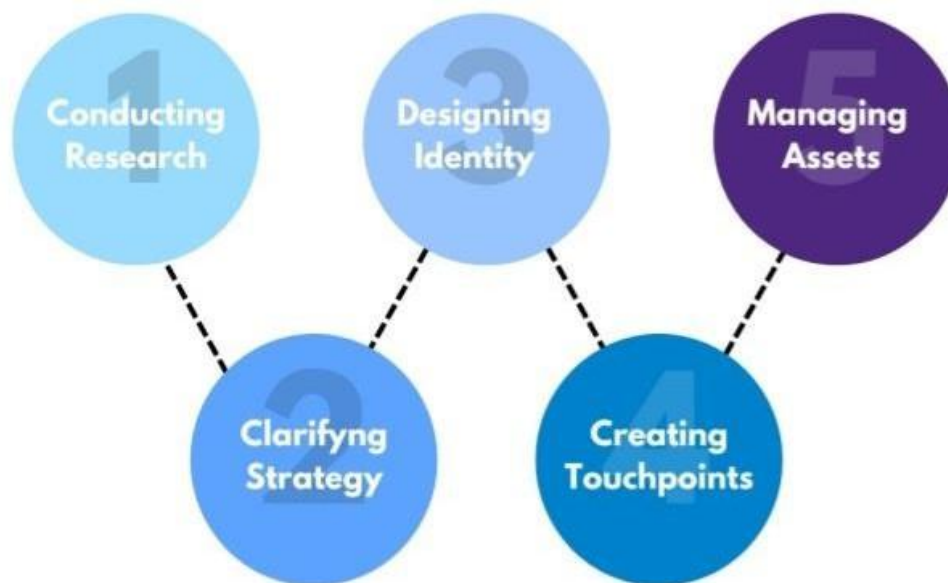 1
Conducting
Research
2
Clarifyng
Strategy
3
Designing
Identity
4
Creating
Touchpoints
5
Managing
Assets